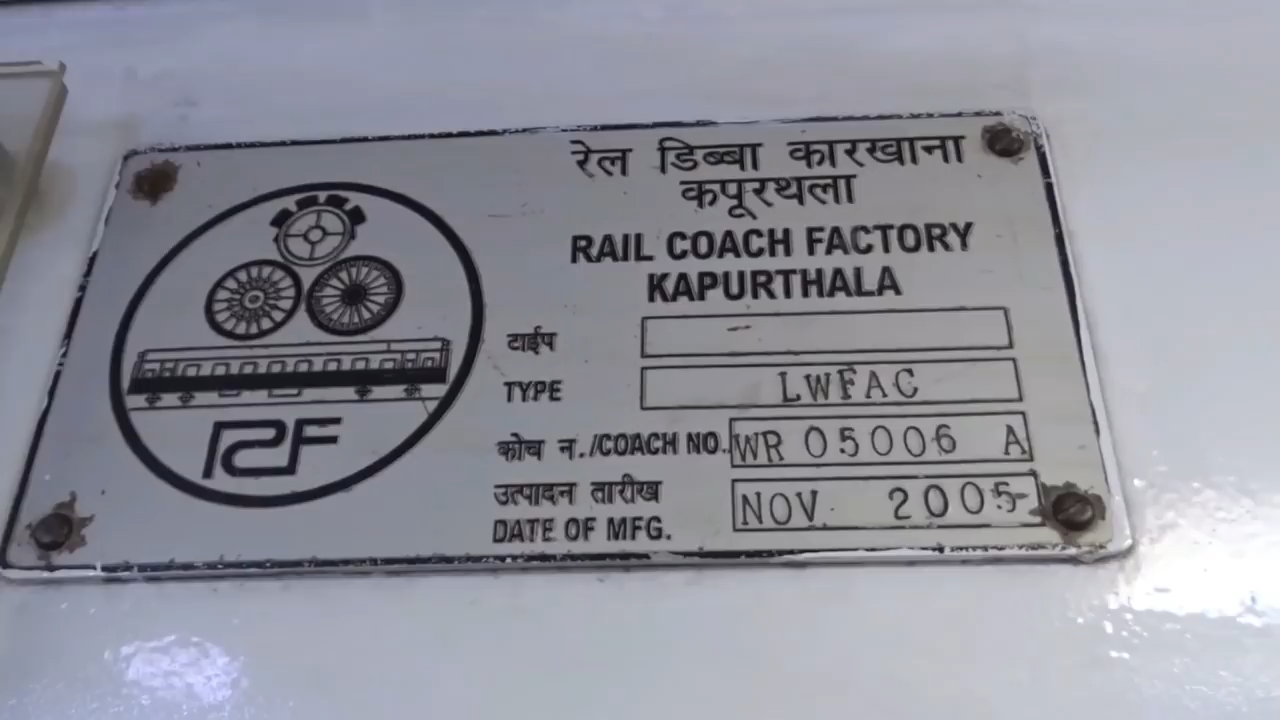 रेल डिब्बा कारखाना
कपूरथला
RAIL COACH FACTORY
KAPURTHALA
टाईप
TYPE LWFAC
कोच न./COACH NO. WR 05006 A
उत्पादन तारीख
DATE OF MFG. NOV. 2005
RCF